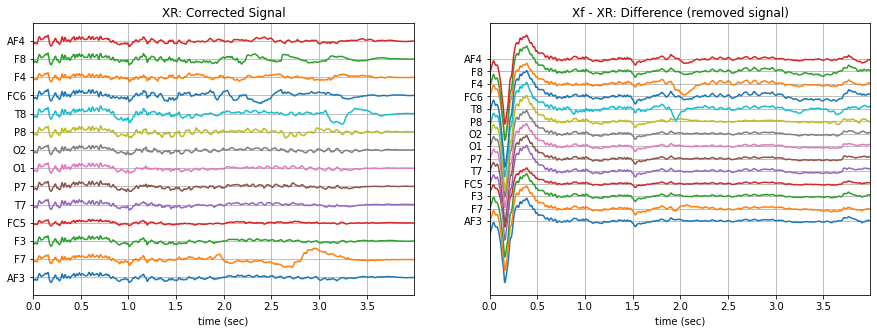 XR: Corrected Signal
AF4
F8
F4
FC6
T8
P8
O2
O1
P7
T7
FC5
F3
F7
AF3
0.0 0.5 1.0 1.5 2.0 2.5 3.0 3.5
time (sec)
Xf - XR: Difference (removed signal)
AF4
F8
F4
FC6
T8
P8
O2
O1
P7
T7
FC5
F3
F7
AF3
0.0 0.5 1.0 1.5 2.0 2.5 3.0 3.5
time (sec)